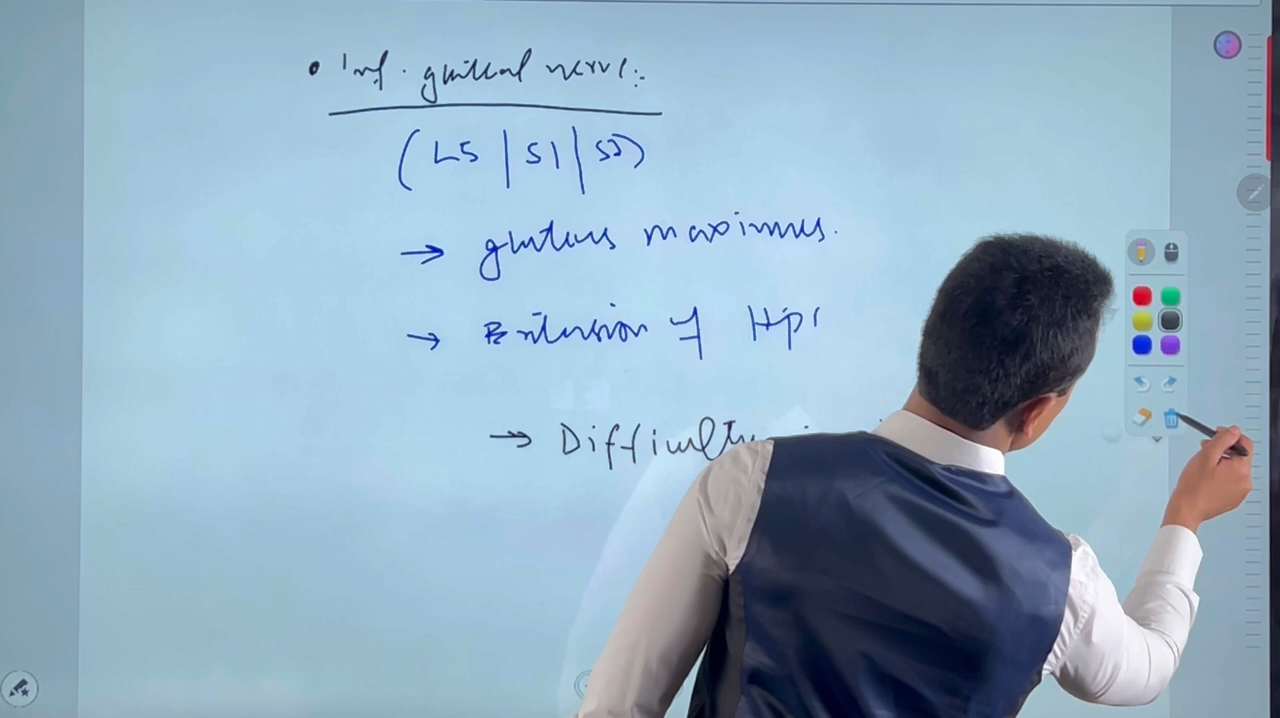 • Inf. gluteal nerve:
(L5 | S1 | S2)
→ gluteus maximus.
→ Extension of Hip
→ Difficulty